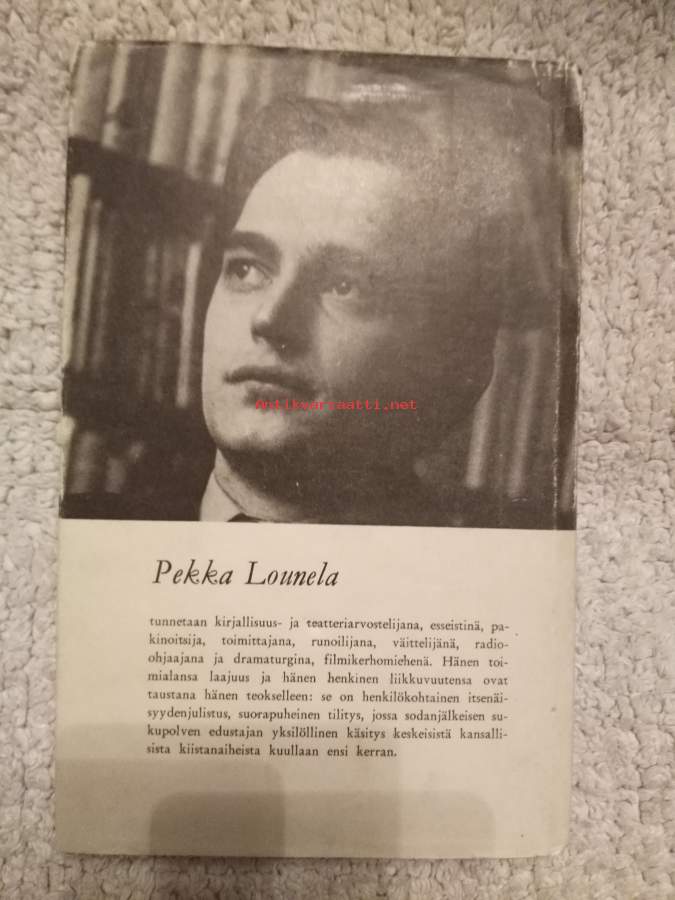 Antikvariaatti.net
Pekka Lounela
tunnetaan kirjallisuus- ja teatteriarvostelijana, esseistinä, pa-
kinoitsija, toimittajana, runoilijana, väittelijänä, radio-
ohjaajana ja dramaturgina, filmikerhomiehenä. Hänen toi-
mialansa laajuus ja hänen henkinen liikkuvuutensa ovat
taustana hänen teokselleen: se on henkilökohtainen itsenäi-
syydenjulistus, suorapuheinen tilitys, jossa sodanjälkeisen su-
kupolven edustajan yksilöllinen käsitys keskeisistä kansalli-
sista kiistanaiheista kuullaan ensi kerran.